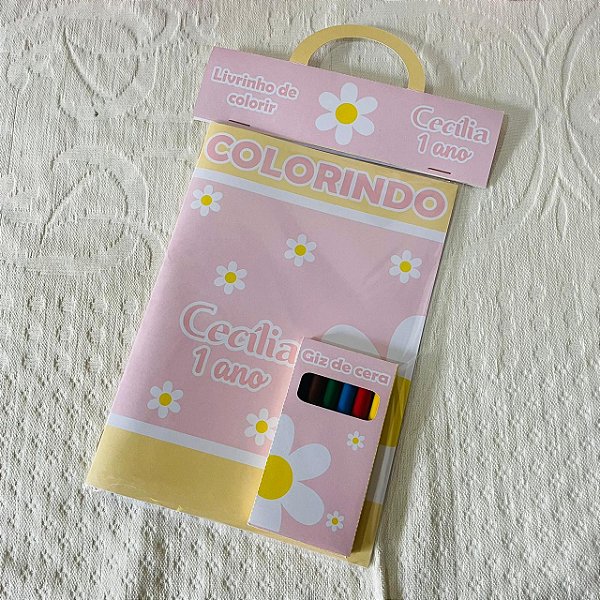 Livrinho de
colorir
Cecília
1 ano
COLORINDO
Cecília
1 ano
Giz de cera